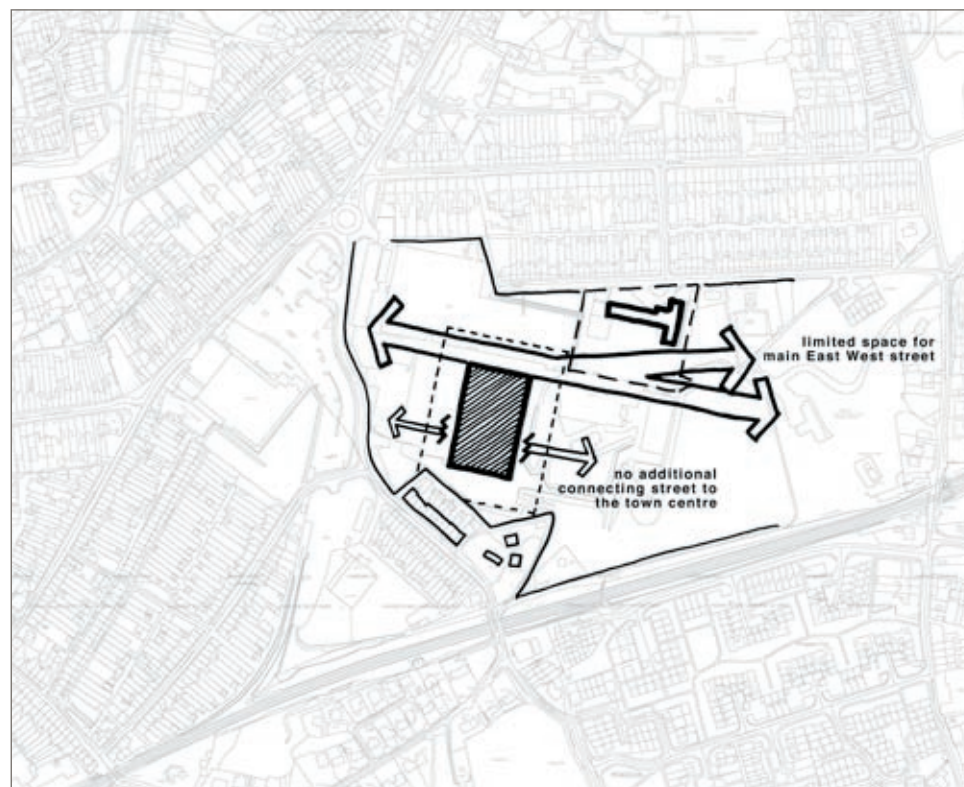 limited space for
main East West street
no additional
connecting street to
the town centre